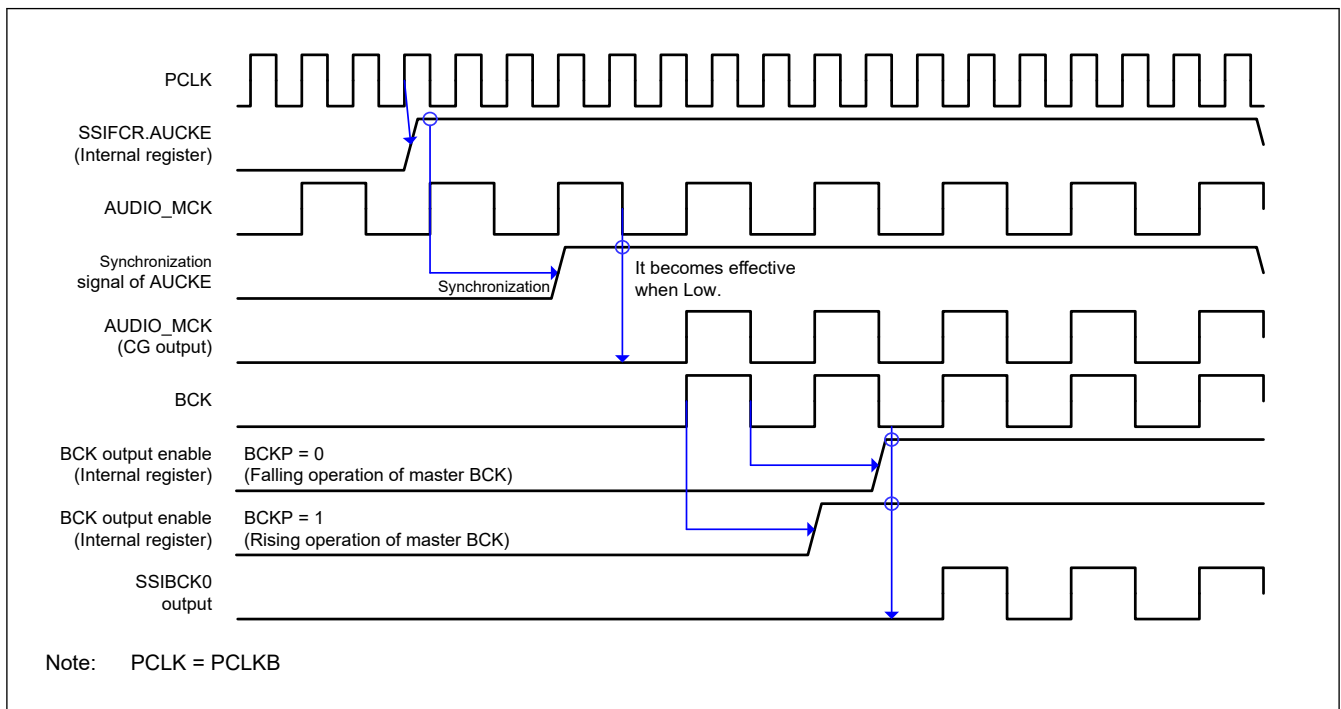 PCLK
SSIFCR.AUCKE
(Internal register)
AUDIO_MCK
Synchronization
signal of AUCKE
Synchronization
It becomes effective
when Low.
AUDIO_MCK
(CG output)
BCK
BCK output enable
(Internal register)
BCKP = 0
(Falling operation of master BCK)
BCK output enable
(Internal register)
BCKP = 1
(Rising operation of master BCK)
SSIBCK0
output
Note: PCLK = PCLKB